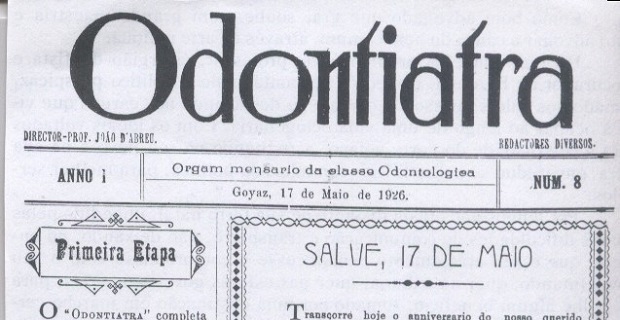 Odontiatra
DIRECTOR-PROF. JOÃO D'ABREU.
REDACTORES DIVERSOS.
ANNO I
Orgam mensario da classe Odontologica
Goyaz, 17 de Maio de 1926.
NUM. 8
Primeira Etapa
SALVE, 17 DE MAIO
O "ODONTIATRA" completa
Transcorre hoje o anniversario do nosso querido